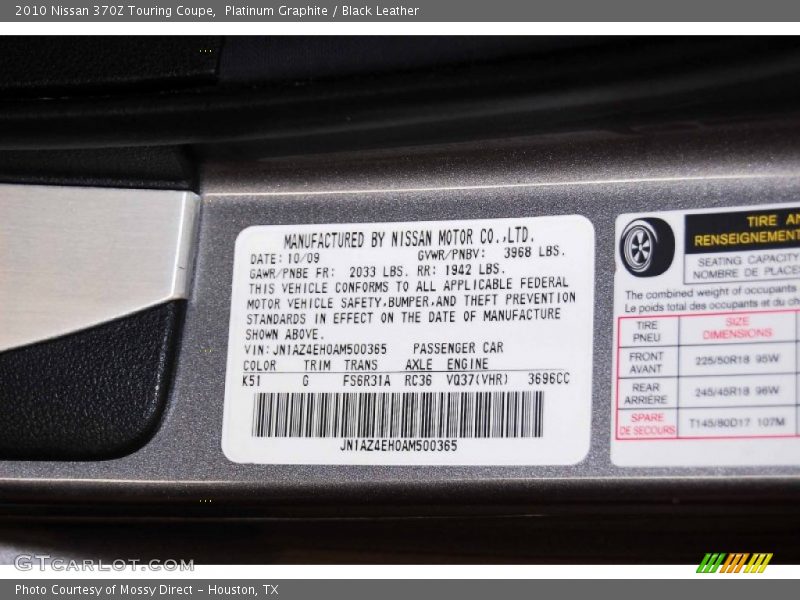 2010 Nissan 370Z Touring Coupe, Platinum Graphite / Black Leather
MANUFACTURED BY NISSAN MOTOR CO.,LTD.
DATE: 10/09 GVWR/PNBV: 3968 LBS.
GAWR/PNBE FR: 2033 LBS. RR: 1942 LBS.
THIS VEHICLE CONFORMS TO ALL APPLICABLE FEDERAL
MOTOR VEHICLE SAFETY,BUMPER,AND THEFT PREVENTION
STANDARDS IN EFFECT ON THE DATE OF MANUFACTURE
SHOWN ABOVE.
VIN: JN1AZ4EH0AM500365 PASSENGER CAR
COLOR TRIM TRANS AXLE ENGINE
K51 G FS6R31A RC36 VQ37(VHR) 3696CC
JN1AZ4EH0AM500365
TIRE AN
RENSEIGNEMENT
SEATING CAPACITY
NOMBRE DE PLACE
The combined weight of occupants
Le poids total des occupants et du ch
TIRE
PNEU
SIZE
DIMENSIONS
FRONT
AVANT
225/50R18 95W
REAR
ARRIÈRE
245/45R18 96W
SPARE
DE SECOURS
T145/80D17 107M
GTCarLot.com
Photo Courtesy of Mossy Direct - Houston, TX